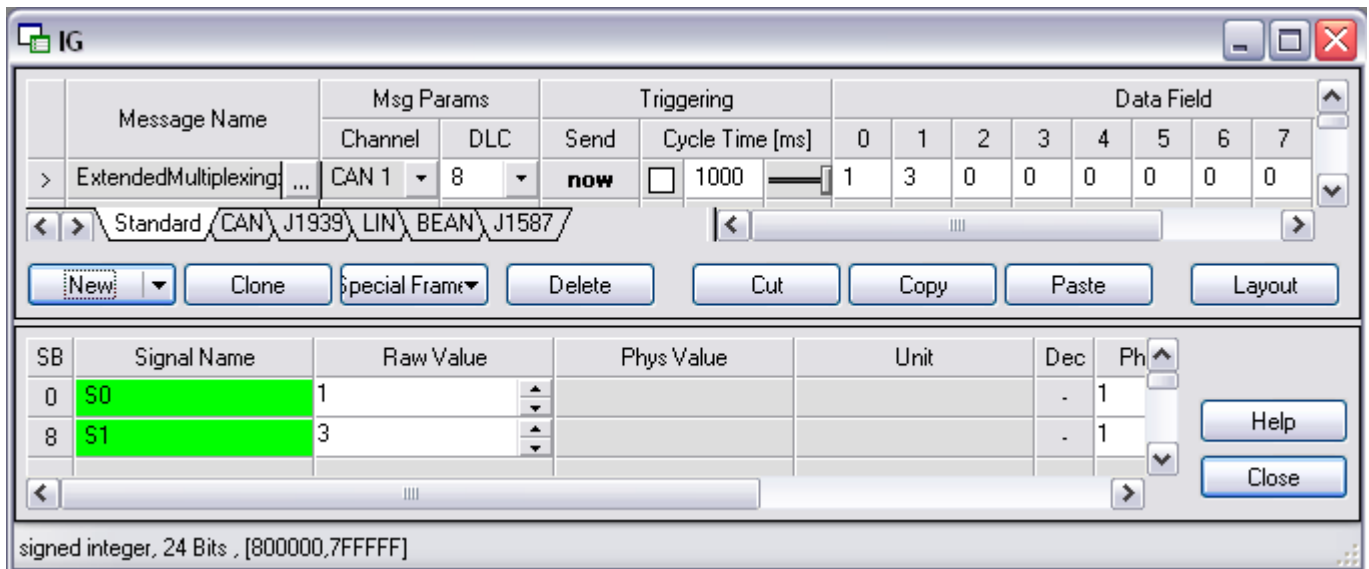 IG
Message Name Msg Params Triggering Data Field
Channel DLC Send Cycle Time [ms] 0 1 2 3 4 5 6 7
> ExtendedMultiplexing: ... CAN 1 8 now 1000 1 3 0 0 0 0 0 0
Standard CAN J1939 LIN BEAN J1587
New Clone Special Frame Delete Cut Copy Paste Layout
SB Signal Name Raw Value Phys Value Unit Dec Ph
0 S0 1 - 1
8 S1 3 - 1
Help
Close
signed integer, 24 Bits , [800000,7FFFFF]